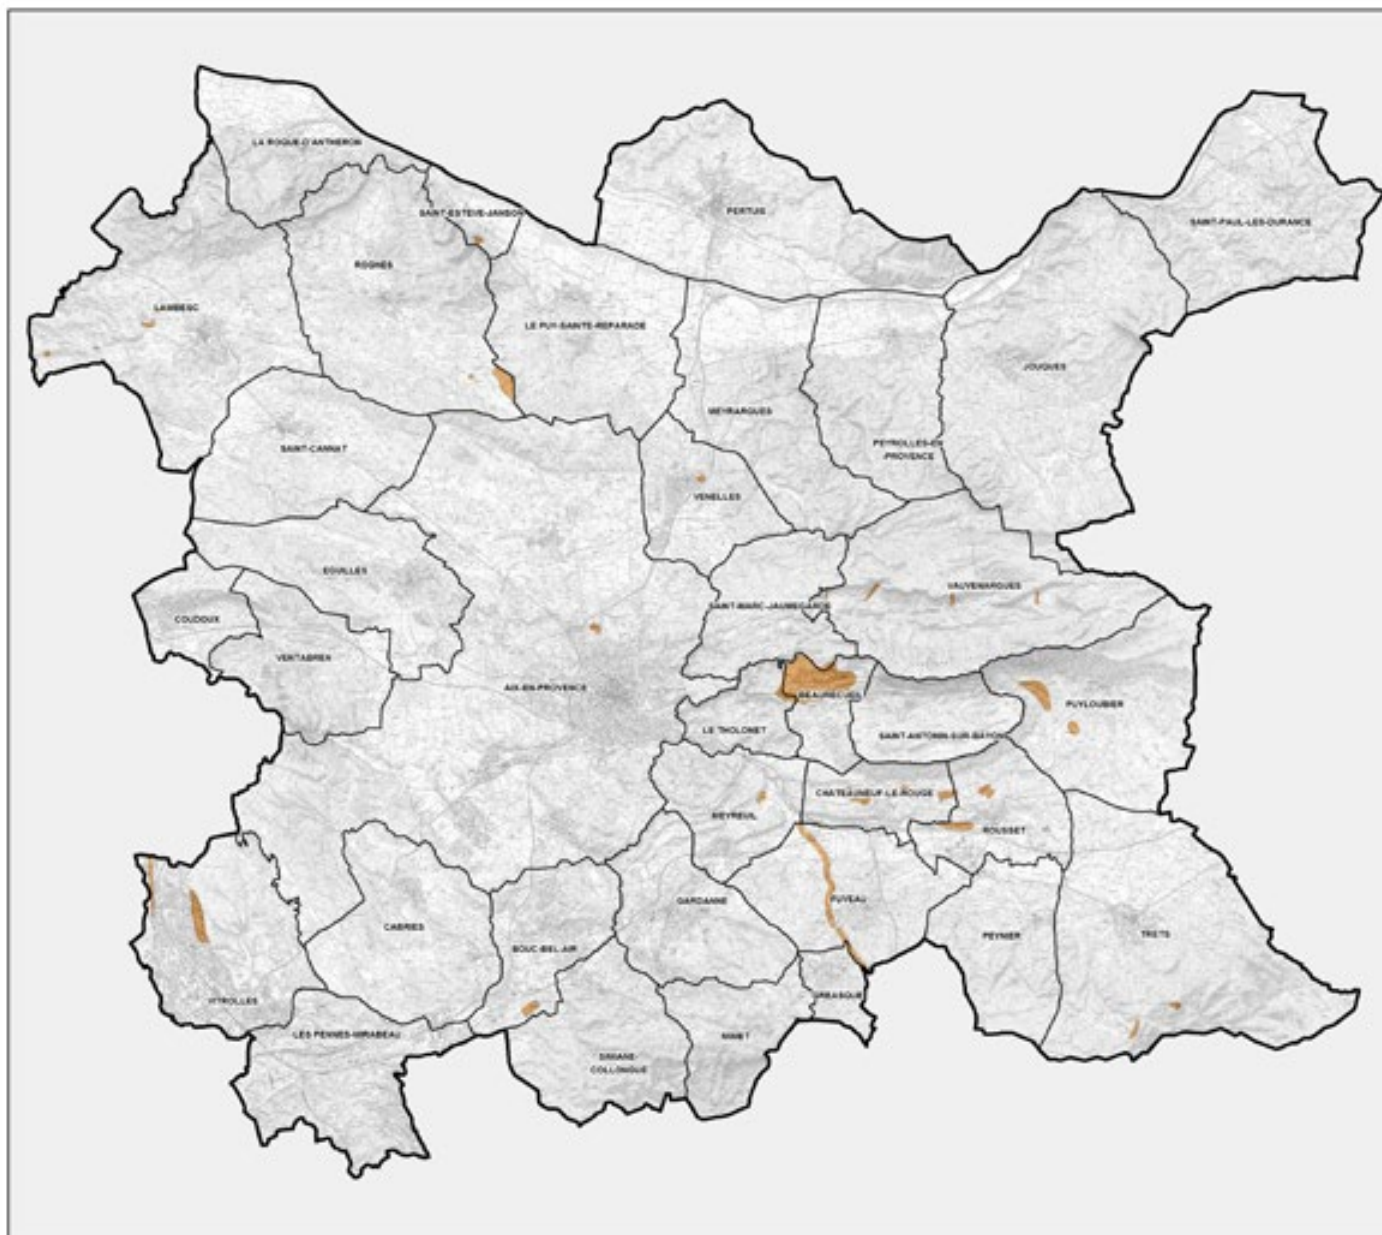 LA ROQUE-D'ANTHERON
SAINT-ESTEVE-JANSON
PERTUIS
SAINT-PAUL-LES-DURANCE
ROGNES
LAMBESC
LE PUY-SAINTE-REPARADE
JOUQUES
MEYRARGUES
PEYROLLES-EN
-PROVENCE
SAINT-CANNAT
VENELLES
EGUILLES
VAUVENARGUES
SAINT-MARC-JAUMEGARDE
COUDOUX
VENTABREN
AIX-EN-PROVENCE
BEAURECUEIL
PUYLOUBIER
LE THOLONET
SAINT-ANTONIN-SUR-BAYON
CHATEAUNEUF-LE-ROUGE
MEYREUIL
ROUSSET
GARDANNE
FUVEAU
CABRIES
BOUC-BEL-AIR
PEYNIER
TRETS
VITROLLES
GREASQUE
LES PENNES-MIRABEAU
MIMET
SIMIANE-
COLLONGUE